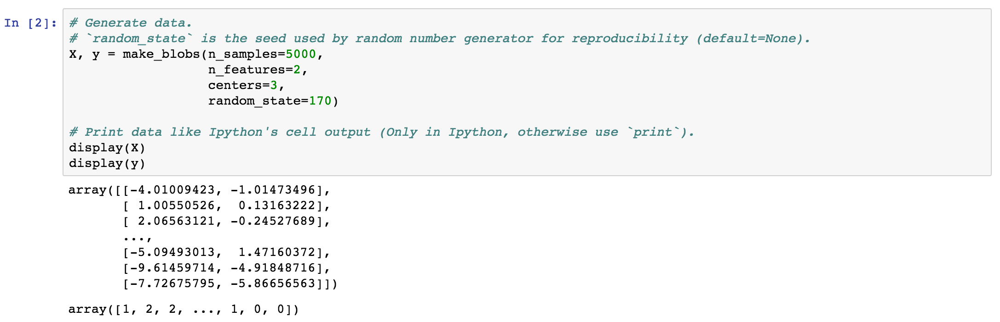 In [2]: # Generate data.
# `random_state` is the seed used by random number generator for reproducibility (default=None).
X, y = make_blobs(n_samples=5000,
                  n_features=2,
                  centers=3,
                  random_state=170)

# Print data like Ipython's cell output (Only in Ipython, otherwise use `print`).
display(X)
display(y)
array([[-4.01009423, -1.01473496],
       [ 1.00550526,  0.13163222],
       [ 2.06563121, -0.24527689],
       ...,
       [-5.09493013,  1.47160372],
       [-9.61459714, -4.91848716],
       [-7.72675795, -5.86656563]])
array([1, 2, 2, ..., 1, 0, 0])